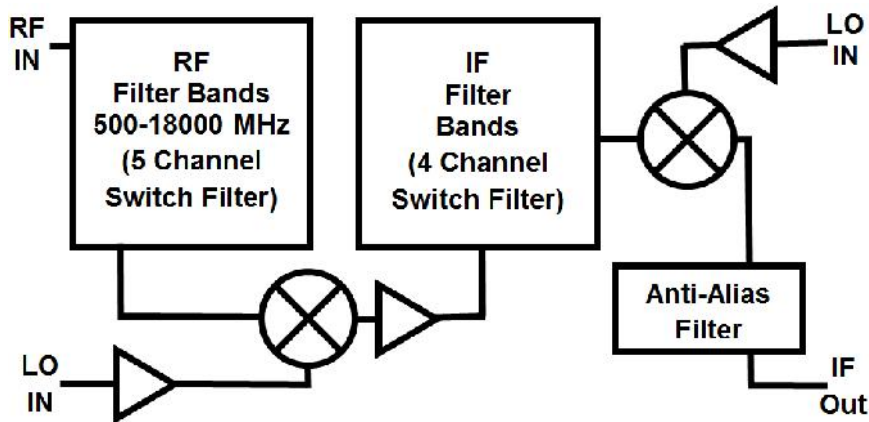 RF
IN
RF
Filter Bands
500-18000 MHz
(5 Channel
Switch Filter)
IF
Filter
Bands
(4 Channel
Switch Filter)
LO
IN
Anti-Alias
Filter
LO
IN
IF
Out